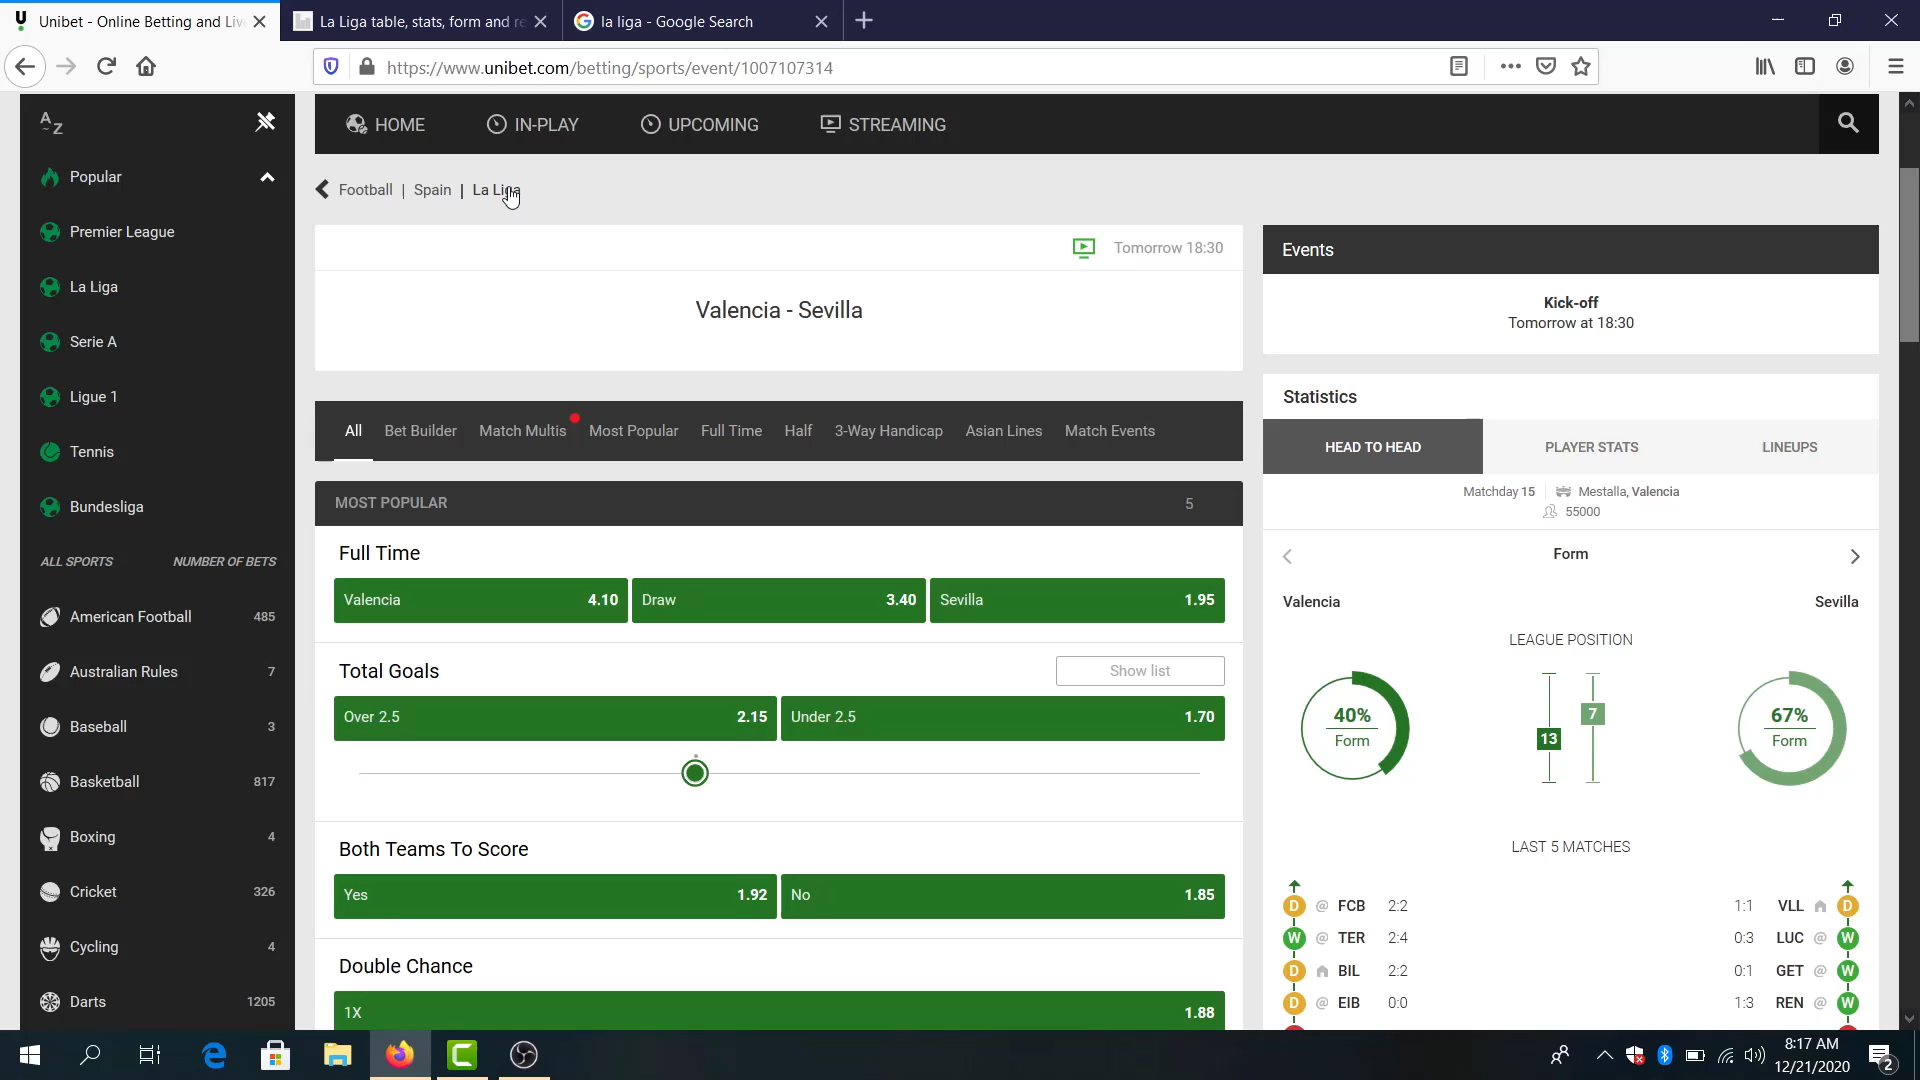 Unibet - Online Betting and Liv
La Liga table, stats, form and re
la liga - Google Search
https://www.unibet.com/betting/sports/event/1007107314
A~Z
HOME
IN-PLAY
UPCOMING
STREAMING
Popular
Premier League
La Liga
Serie A
Ligue 1
Tennis
Bundesliga
ALL SPORTS NUMBER OF BETS
American Football 485
Australian Rules 7
Baseball 3
Basketball 817
Boxing 4
Cricket 326
Cycling 4
Darts 1205
Football | Spain | La Liga
Tomorrow 18:30
Valencia - Sevilla
All Bet Builder Match Multis Most Popular Full Time Half 3-Way Handicap Asian Lines Match Events
MOST POPULAR 5
Full Time
Valencia 4.10 Draw 3.40 Sevilla 1.95
Total Goals Show list
Over 2.5 2.15 Under 2.5 1.70
Both Teams To Score
Yes 1.92 No 1.85
Double Chance
1X 1.88
Events
Kick-off
Tomorrow at 18:30
Statistics
HEAD TO HEAD PLAYER STATS LINEUPS
Matchday 15 Mestalla, Valencia
55000
Form
Valencia Sevilla
LEAGUE POSITION
40% Form 13 7 67% Form
LAST 5 MATCHES
D @ FCB 2:2 1:1 VLL D
W @ TER 2:4 0:3 LUC @ W
D BIL 2:2 0:1 GET @ W
D @ EIB 0:0 1:3 REN @ W
8:17 AM
12/21/2020
2